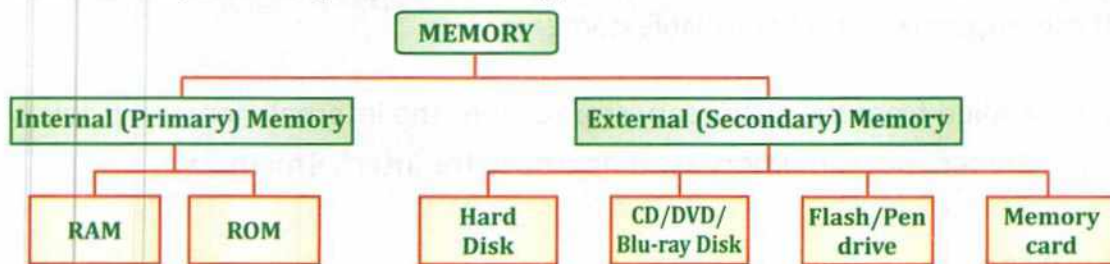 MEMORY
Internal (Primary) Memory
External (Secondary) Memory
RAM
ROM
Hard
Disk
CD/DVD/
Blu-ray Disk
Flash/Pen
drive
Memory
card